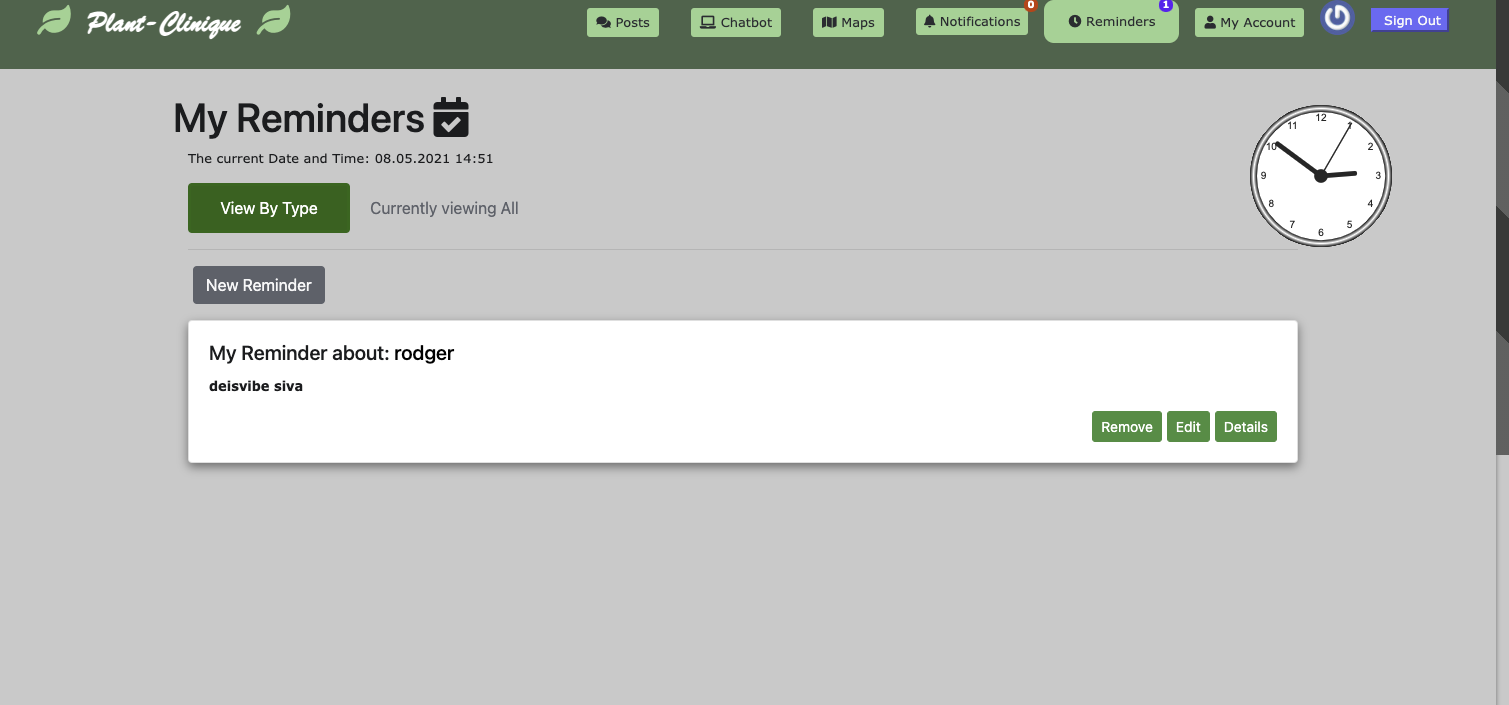 Plant-Clinique
Posts
Chatbot
Maps
Notifications
0
Reminders
1
My Account
Sign Out
My Reminders
The current Date and Time: 08.05.2021 14:51
View By Type
Currently viewing All
12
1
2
3
4
5
6
7
8
9
10
11
New Reminder
My Reminder about: rodger
deisvibe siva
Remove
Edit
Details